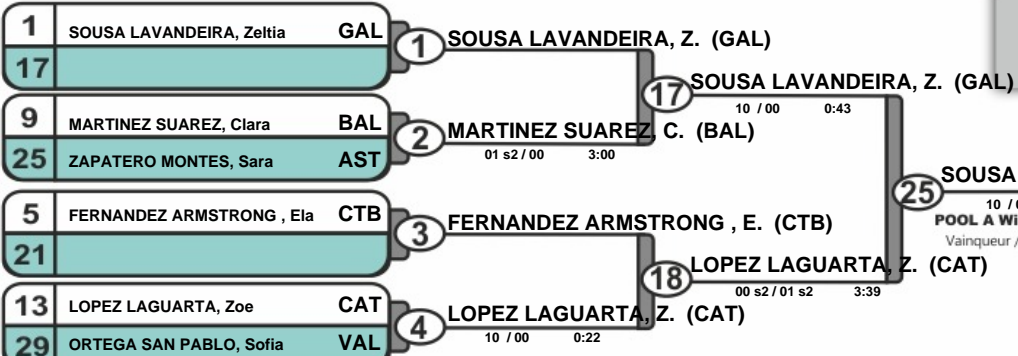 1 SOUSA LAVANDEIRA, Zeltia GAL
17
1 SOUSA LAVANDEIRA, Z. (GAL)
9 MARTINEZ SUAREZ, Clara BAL
25 ZAPATERO MONTES, Sara AST
2 MARTINEZ SUAREZ, C. (BAL)
01 s2 / 00 3:00
17 SOUSA LAVANDEIRA, Z. (GAL)
10 / 00 0:43
5 FERNANDEZ ARMSTRONG , Ela CTB
21
3 FERNANDEZ ARMSTRONG , E. (CTB)
13 LOPEZ LAGUARTA, Zoe CAT
29 ORTEGA SAN PABLO, Sofia VAL
4 LOPEZ LAGUARTA, Z. (CAT)
10 / 00 0:22
18 LOPEZ LAGUARTA, Z. (CAT)
00 s2 / 01 s2 3:39
25 SOUSA
10 /
POOL A
Vainqueur /